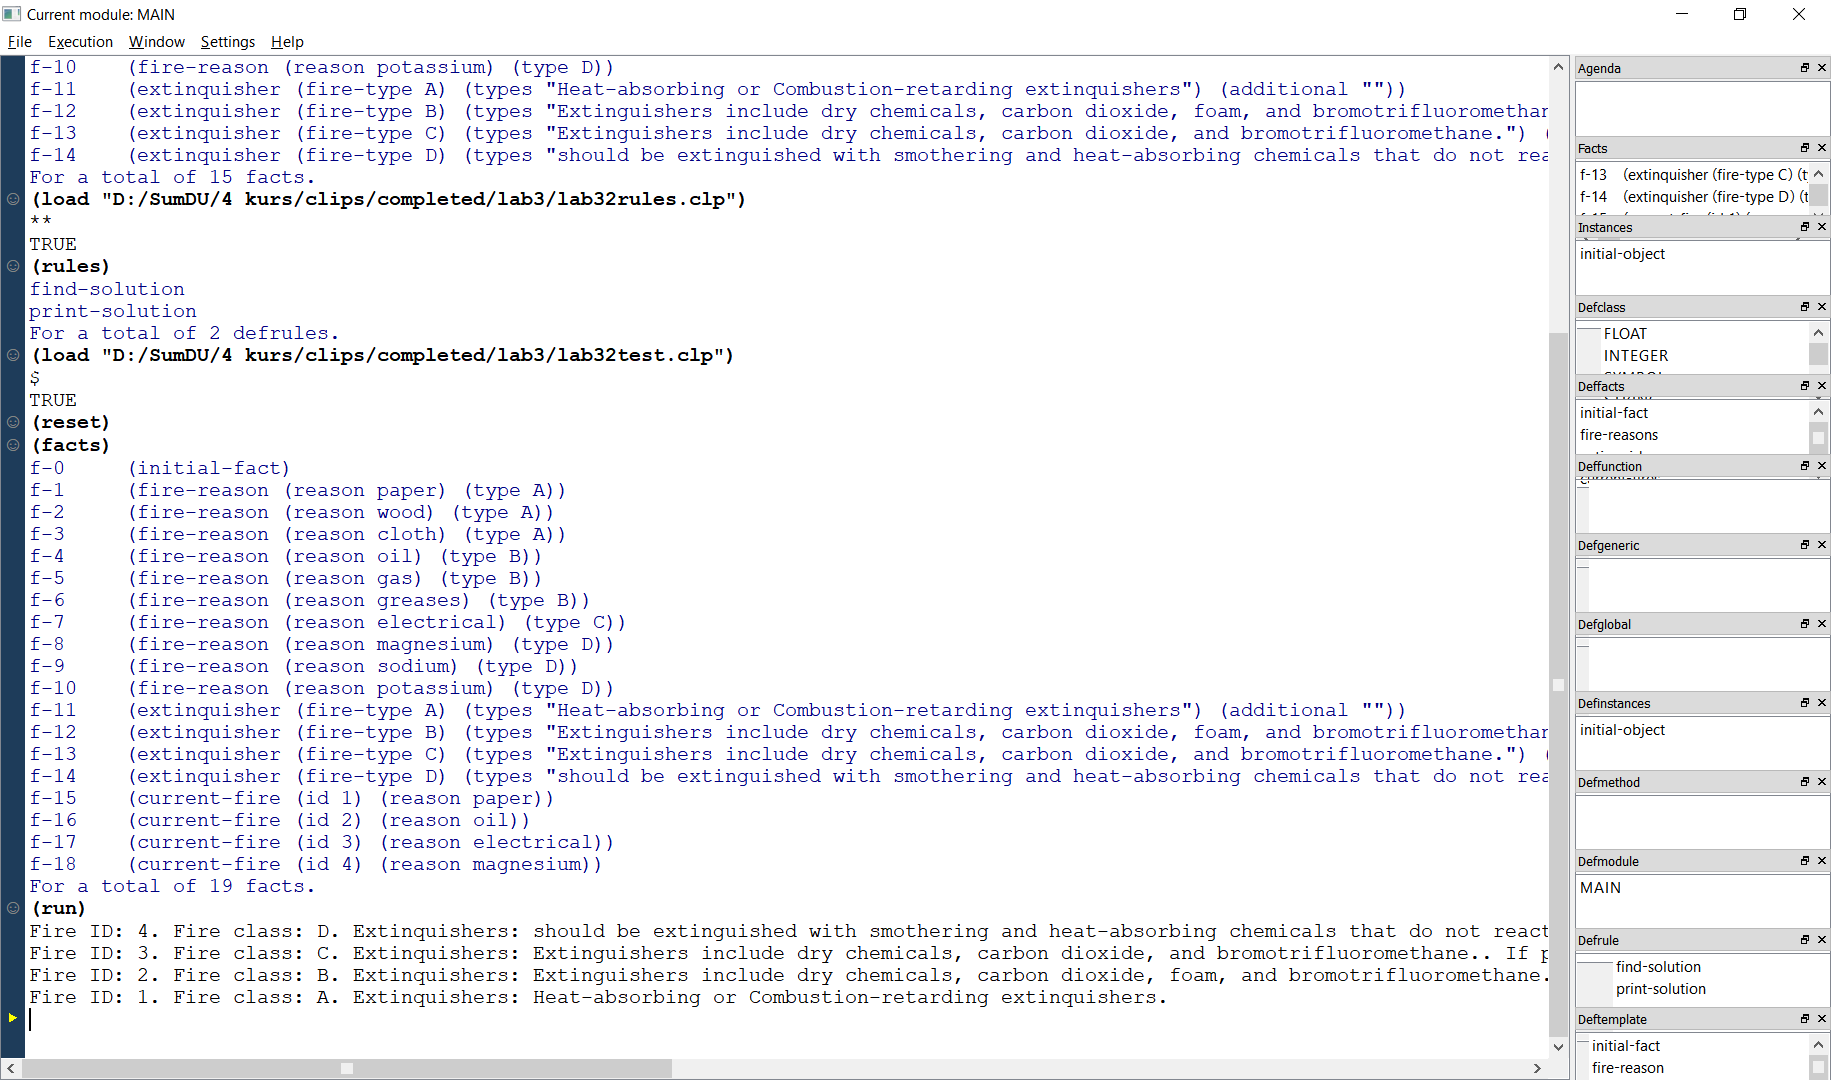 Current module: MAIN
File Execution Window Settings Help
f-10 (fire-reason (reason potassium) (type D))
f-11 (extinquisher (fire-type A) (types "Heat-absorbing or Combustion-retarding extinquishers") (additional ""))
f-12 (extinquisher (fire-type B) (types "Extinguishers include dry chemicals, carbon dioxide, foam, and bromotrifluoromethan
f-13 (extinquisher (fire-type C) (types "Extinguishers include dry chemicals, carbon dioxide, and bromotrifluoromethane.") (
f-14 (extinquisher (fire-type D) (types "should be extinguished with smothering and heat-absorbing chemicals that do not rea
For a total of 15 facts.
(load "D:/SumDU/4 kurs/clips/completed/lab3/lab32rules.clp")
**
TRUE
(rules)
find-solution
print-solution
For a total of 2 defrules.
(load "D:/SumDU/4 kurs/clips/completed/lab3/lab32test.clp")
$
TRUE
(reset)
(facts)
f-0 (initial-fact)
f-1 (fire-reason (reason paper) (type A))
f-2 (fire-reason (reason wood) (type A))
f-3 (fire-reason (reason cloth) (type A))
f-4 (fire-reason (reason oil) (type B))
f-5 (fire-reason (reason gas) (type B))
f-6 (fire-reason (reason greases) (type B))
f-7 (fire-reason (reason electrical) (type C))
f-8 (fire-reason (reason magnesium) (type D))
f-9 (fire-reason (reason sodium) (type D))
f-10 (fire-reason (reason potassium) (type D))
f-11 (extinquisher (fire-type A) (types "Heat-absorbing or Combustion-retarding extinquishers") (additional ""))
f-12 (extinquisher (fire-type B) (types "Extinguishers include dry chemicals, carbon dioxide, foam, and bromotrifluoromethan
f-13 (extinquisher (fire-type C) (types "Extinguishers include dry chemicals, carbon dioxide, and bromotrifluoromethane.") (
f-14 (extinquisher (fire-type D) (types "should be extinguished with smothering and heat-absorbing chemicals that do not rea
f-15 (current-fire (id 1) (reason paper))
f-16 (current-fire (id 2) (reason oil))
f-17 (current-fire (id 3) (reason electrical))
f-18 (current-fire (id 4) (reason magnesium))
For a total of 19 facts.
(run)
Fire ID: 4. Fire class: D. Extinquishers: should be extinguished with smothering and heat-absorbing chemicals that do not react
Fire ID: 3. Fire class: C. Extinquishers: Extinguishers include dry chemicals, carbon dioxide, and bromotrifluoromethane.. If p
Fire ID: 2. Fire class: B. Extinquishers: Extinguishers include dry chemicals, carbon dioxide, foam, and bromotrifluoromethane.
Fire ID: 1. Fire class: A. Extinquishers: Heat-absorbing or Combustion-retarding extinquishers.
Agenda
Facts
f-13 (extinquisher (fire-type C) (t
f-14 (extinquisher (fire-type D) (t
Instances
initial-object
Defclass
FLOAT
INTEGER
Deffacts
initial-fact
fire-reasons
Deffunction
Defgeneric
Defglobal
Definstances
initial-object
Defmethod
Defmodule
MAIN
Defrule
find-solution
print-solution
Deftemplate
initial-fact
fire-reason